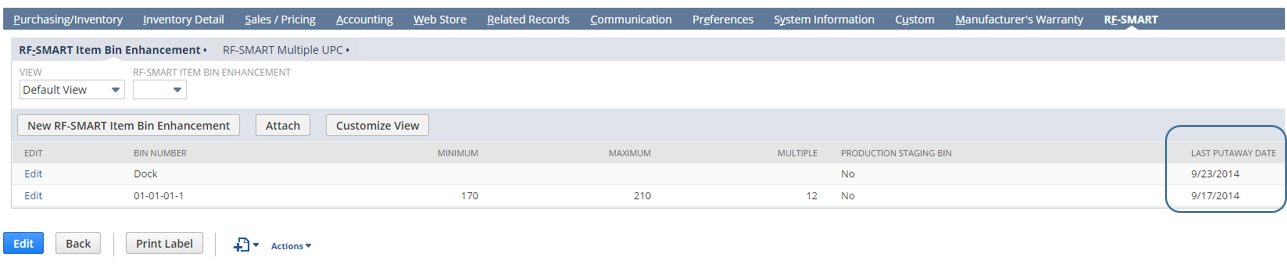 Purchasing/Inventory Inventory Detail Sales / Pricing Accounting Web Store Related Records Communication Preferences System Information Custom Manufacturer's Warranty RF-SMART
RF-SMART Item Bin Enhancement • RF-SMART Multiple UPC •
VIEW RF-SMART ITEM BIN ENHANCEMENT
Default View
New RF-SMART Item Bin Enhancement Attach Customize View
EDIT BIN NUMBER MINIMUM MAXIMUM MULTIPLE PRODUCTION STAGING BIN LAST PUTAWAY DATE
Edit Dock No 9/23/2014
Edit 01-01-01-1 170 210 12 No 9/17/2014
Edit Back Print Label Actions